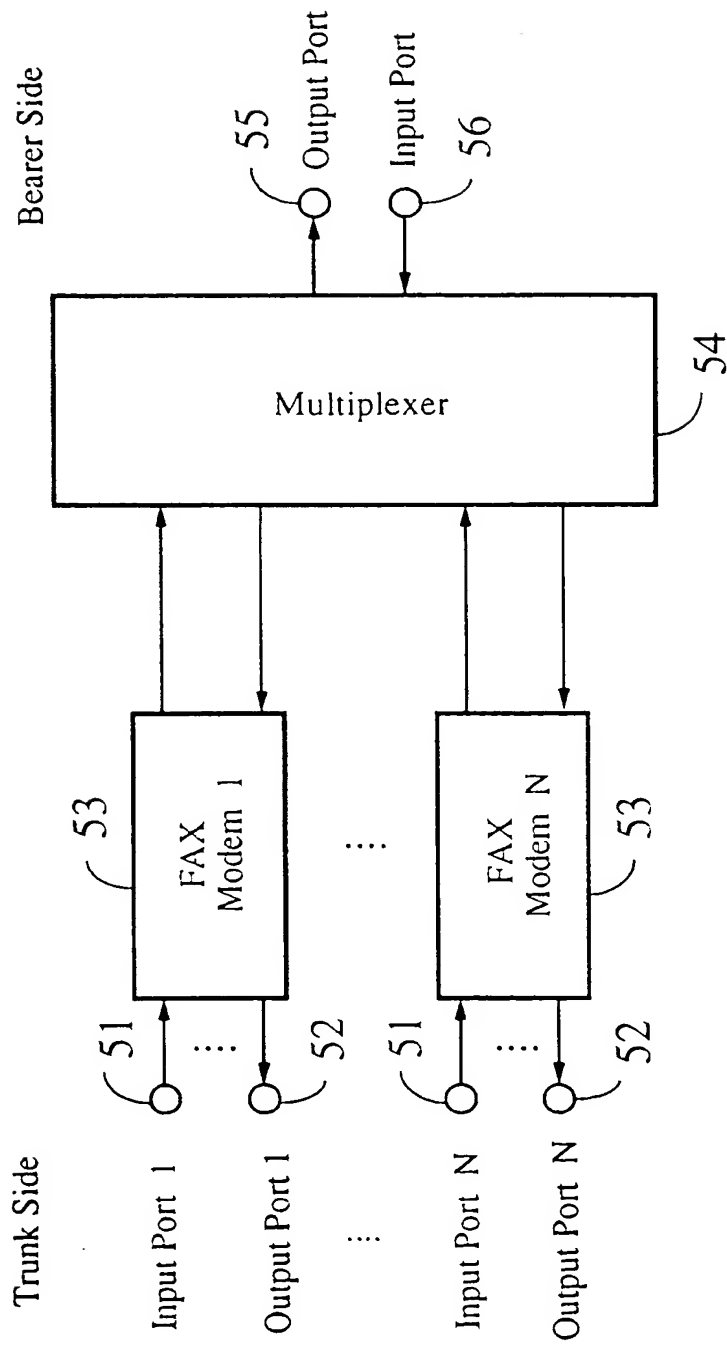 Trunk Side
Bearer Side
Input Port 1
51
Output Port 1
52
....
....
FAX
Modem 1
53
....
Input Port N
51
Output Port N
52
....
FAX
Modem N
53
Multiplexer
54
55
Output Port
Input Port
56